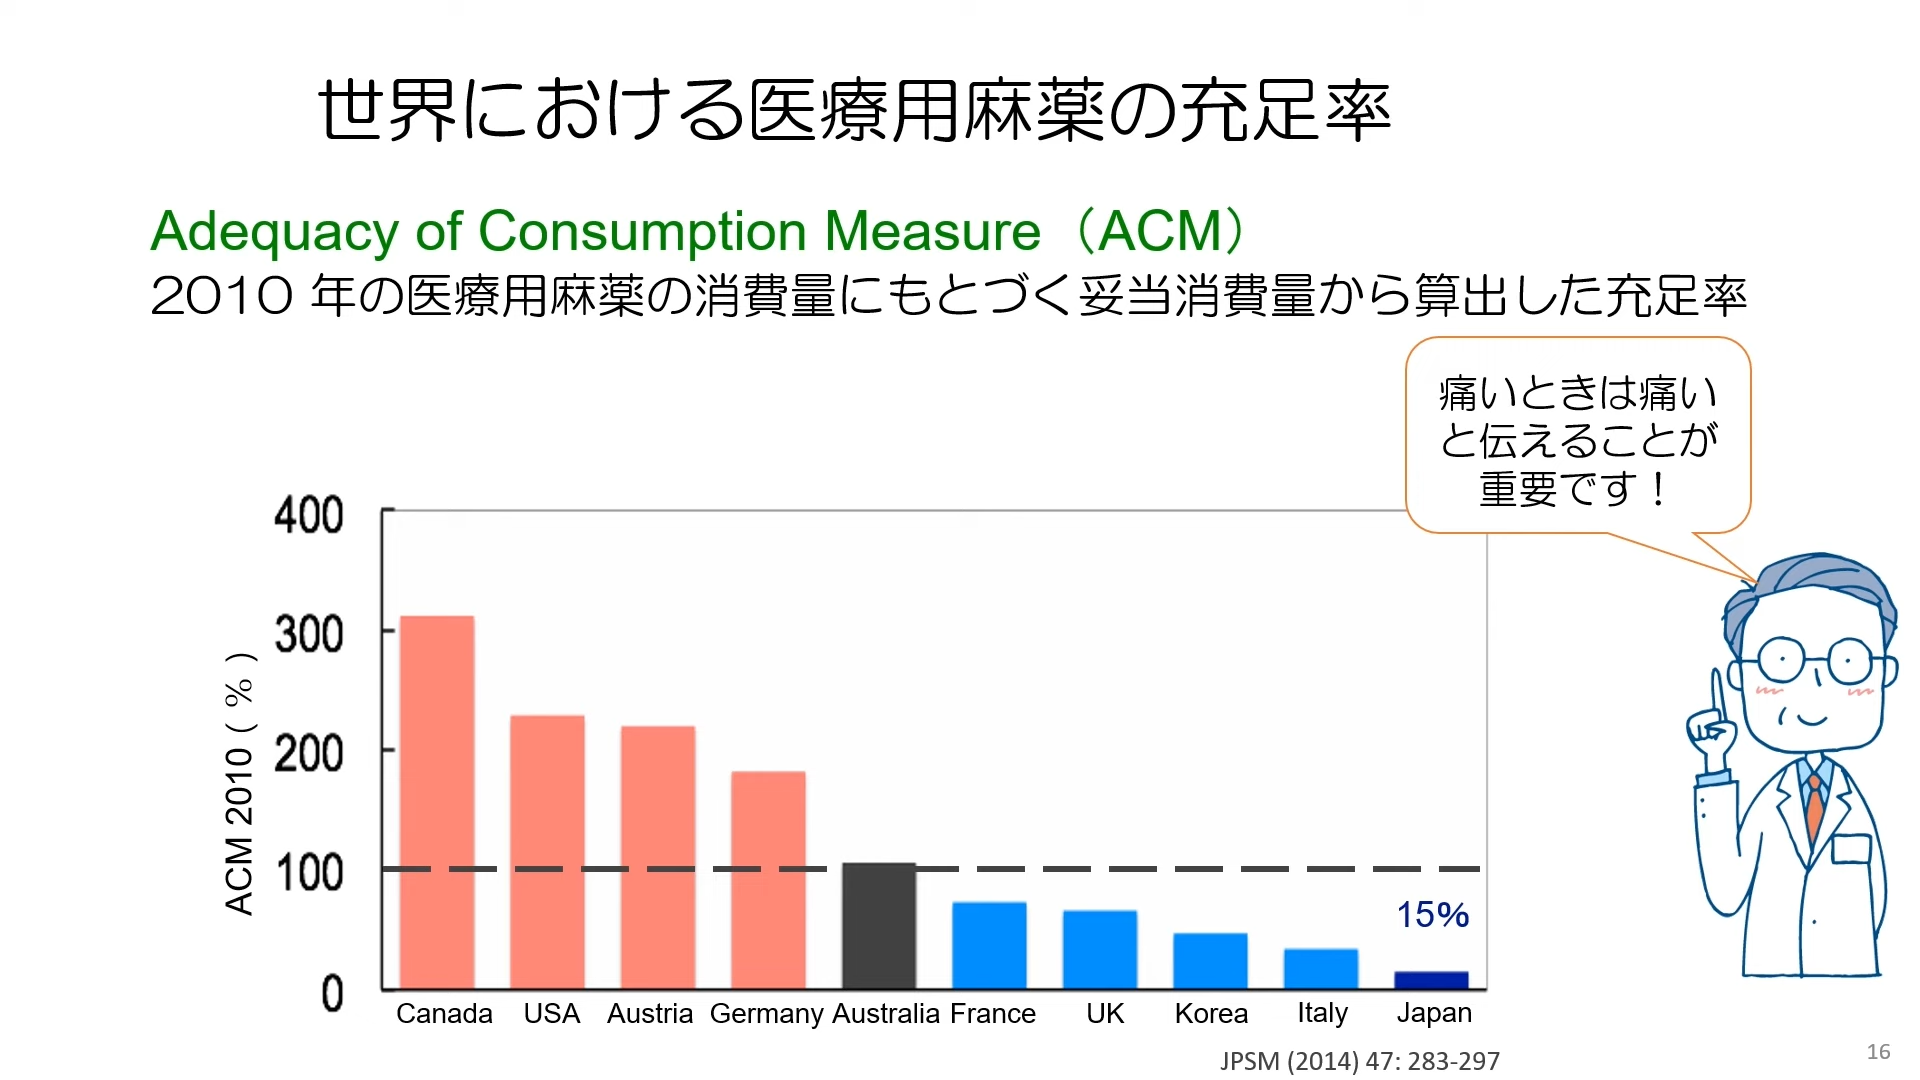 世界における医療用麻薬の充足率
Adequacy of Consumption Measure（ACM）
2010 年の医療用麻薬の消費量にもとづく妥当消費量から算出した充足率
痛いときは痛い
と伝えることが
重要です！
ACM 2010（％）
400
300
200
100
0
15%
Canada USA Austria Germany Australia France UK Korea Italy Japan
JPSM (2014) 47: 283-297
16